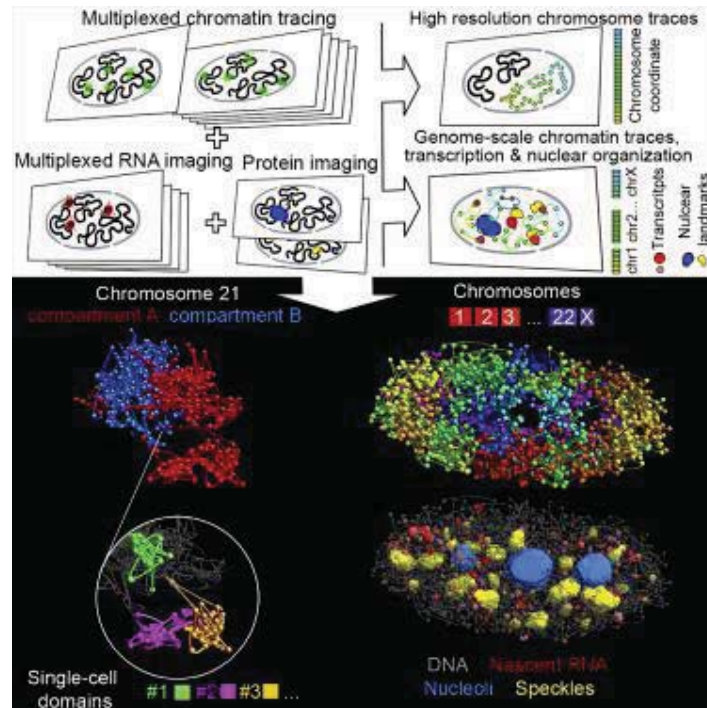 Multiplexed chromatin tracing
High resolution chromosome traces
Chromosome
coordinate
Multiplexed RNA imaging
Protein imaging
Genome-scale chromatin traces,
transcription & nuclear organization
chr1 chr2... chrX
Transcritpts
Nulcear
landmarks
Chromosome 21
compartment A compartment B
Chromosomes
1 2 3 ... 22 X
Single-cell
domains
#1 #2 #3 ...
DNA Nascent RNA
Nucleoli Speckles